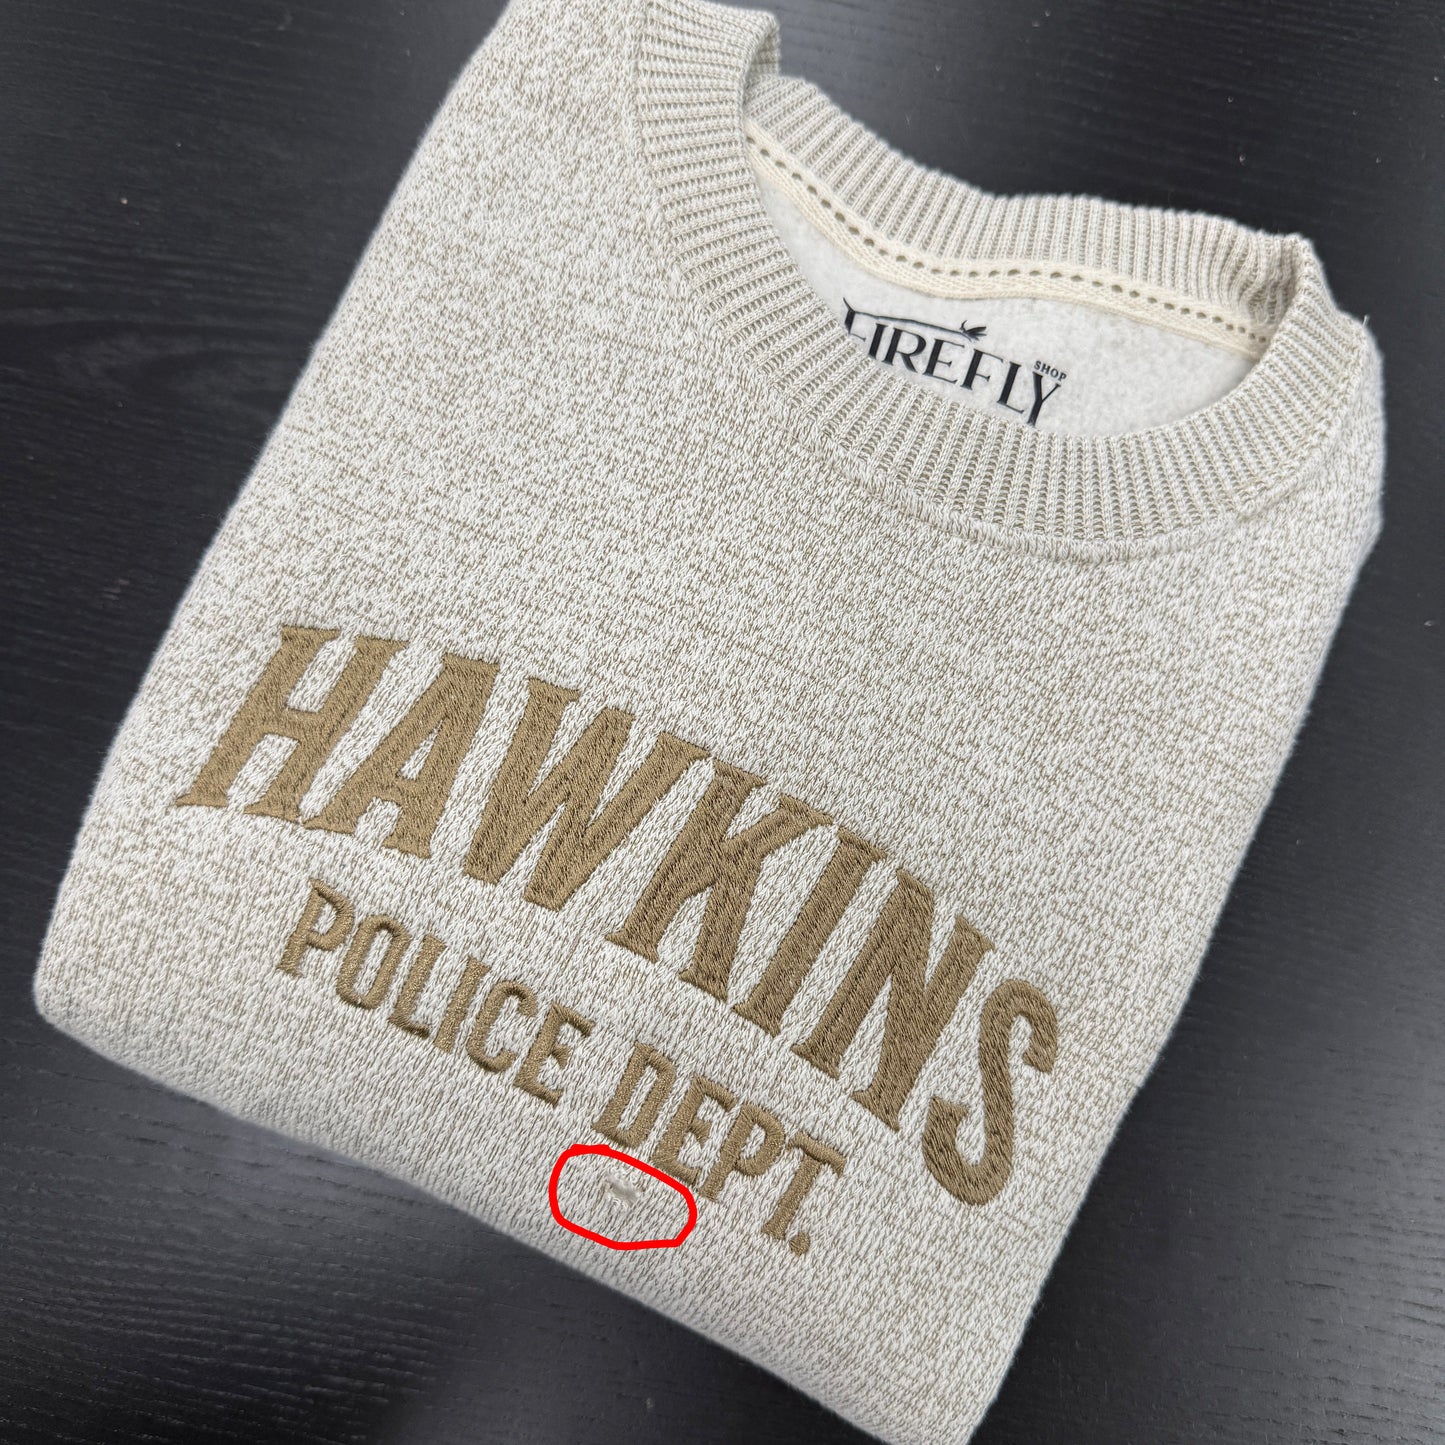 FIREFLY
SHOP
HAWKINS
POLICE DEPT.